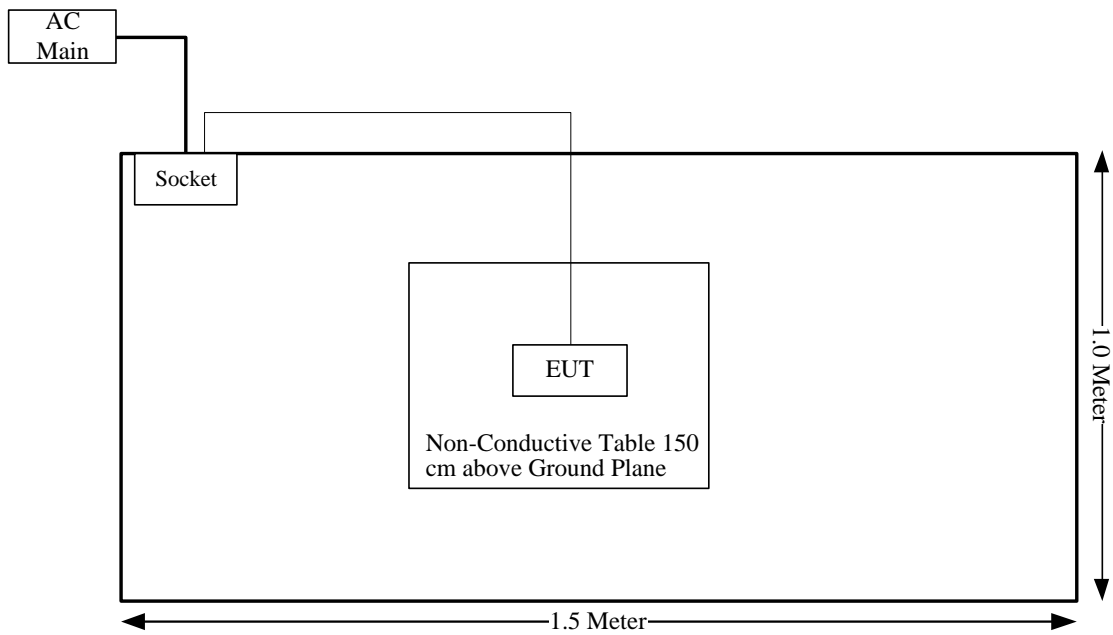 AC
Main
Socket
EUT
Non-Conductive Table 150
cm above Ground Plane
1.0 Meter
1.5 Meter